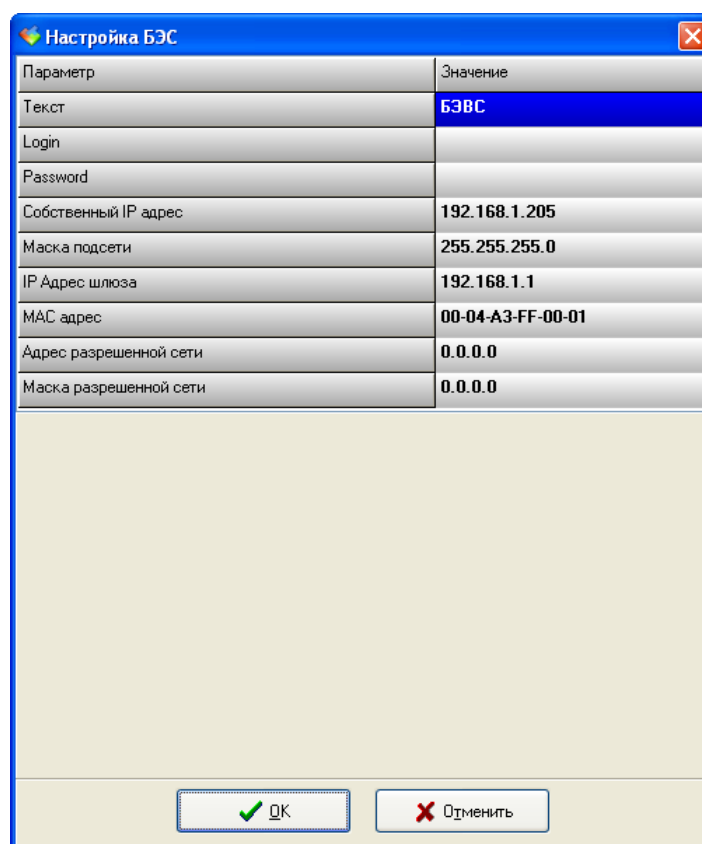 Настройка БЭС
Параметр Значение
Текст БЭВС
Login
Password
Собственный IP адрес 192.168.1.205
Маска подсети 255.255.255.0
IP Адрес шлюза 192.168.1.1
MAC адрес 00-04-A3-FF-00-01
Адрес разрешенной сети 0.0.0.0
Маска разрешенной сети 0.0.0.0
OK Отменить